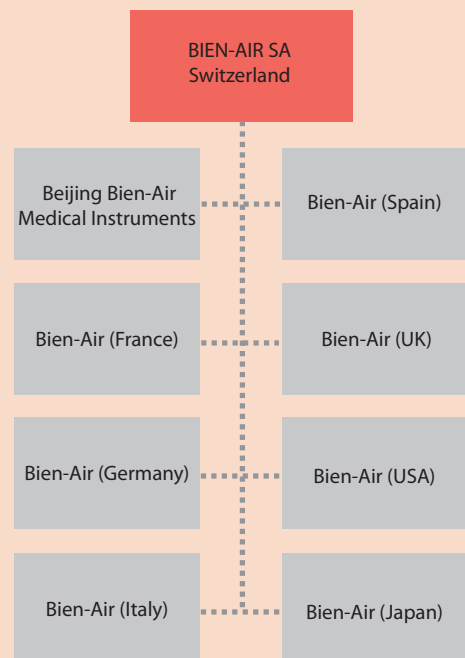 BIEN-AIR SA
Switzerland
Beijing Bien-Air
Medical Instruments
Bien-Air (Spain)
Bien-Air (France)
Bien-Air (UK)
Bien-Air (Germany)
Bien-Air (USA)
Bien-Air (Italy)
Bien-Air (Japan)